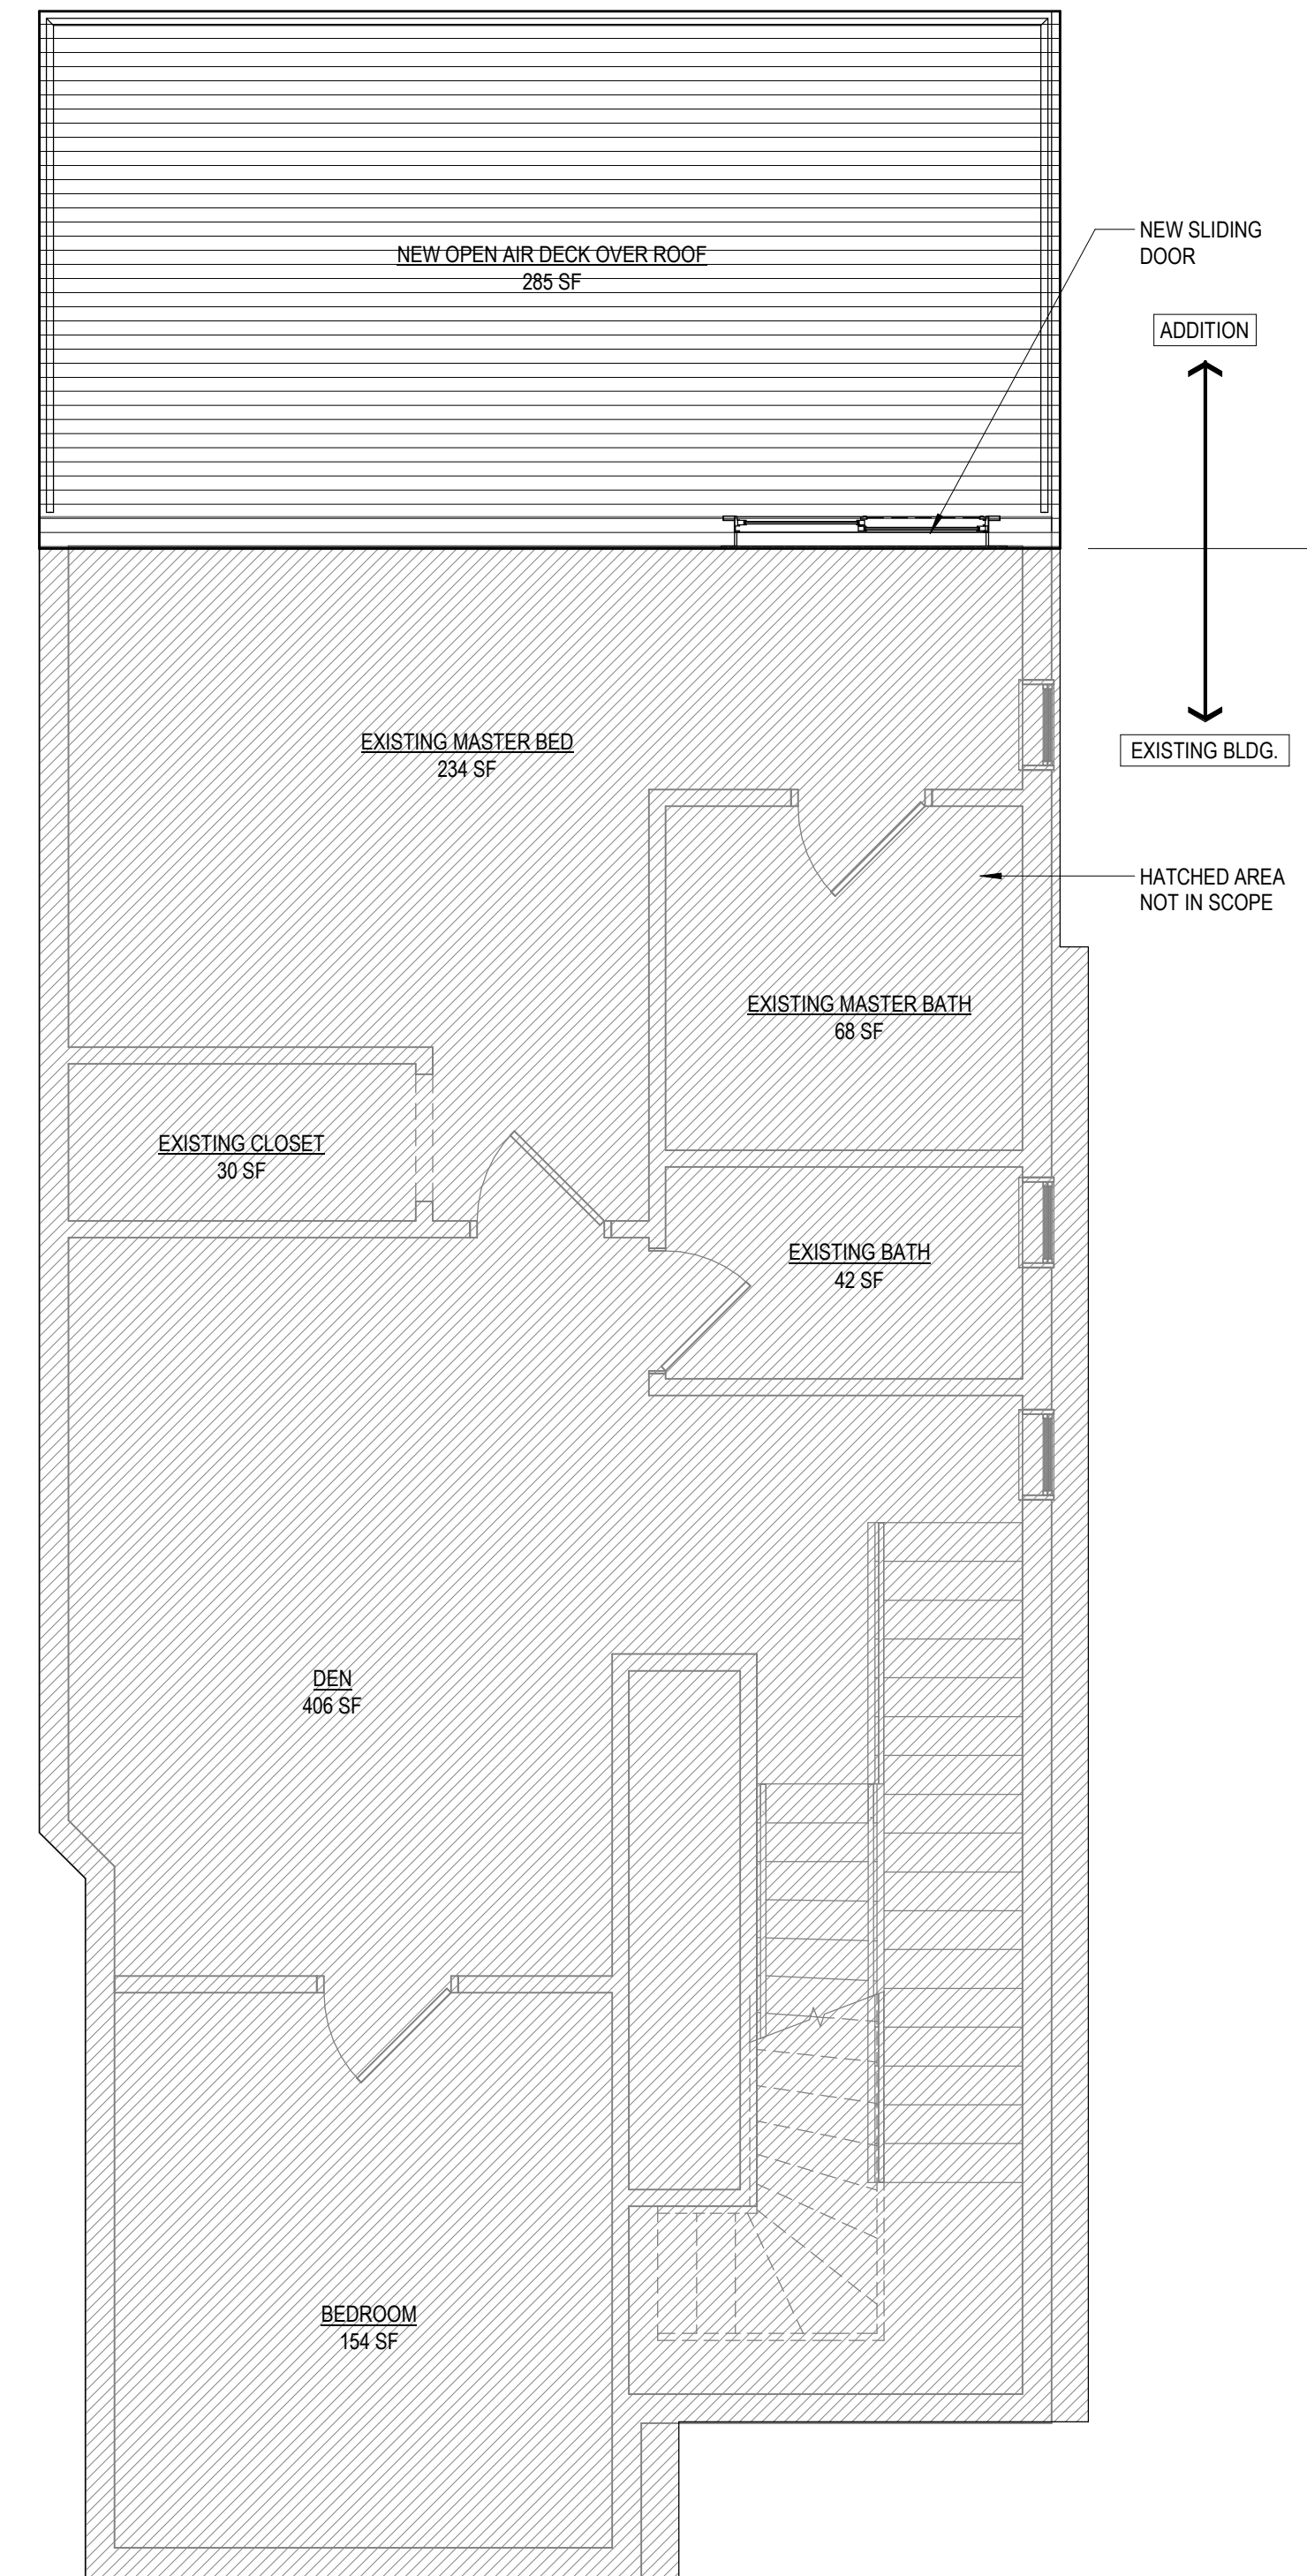 NEW OPEN AIR DECK OVER ROOF
285 SF
NEW SLIDING
DOOR
ADDITION
EXISTING MASTER BED
234 SF
EXISTING BLDG.
HATCHED AREA
NOT IN SCOPE
EXISTING MASTER BATH
68 SF
EXISTING CLOSET
30 SF
EXISTING BATH
42 SF
DEN
406 SF
BEDROOM
154 SF